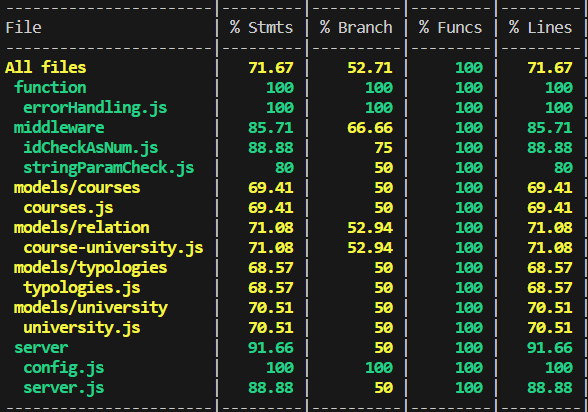 -----------------------|---------|----------|---------|---------|
File                   | % Stmts | % Branch | % Funcs | % Lines |
-----------------------|---------|----------|---------|---------|
All files              |   71.67 |    52.71 |     100 |   71.67 |
 function              |     100 |      100 |     100 |     100 |
  errorHandling.js     |     100 |      100 |     100 |     100 |
 middleware            |   85.71 |    66.66 |     100 |   85.71 |
  idCheckAsNum.js      |   88.88 |       75 |     100 |   88.88 |
  stringParamCheck.js  |      80 |       50 |     100 |      80 |
 models/courses        |   69.41 |       50 |     100 |   69.41 |
  courses.js           |   69.41 |       50 |     100 |   69.41 |
 models/relation       |   71.08 |    52.94 |     100 |   71.08 |
  course-university.js |   71.08 |    52.94 |     100 |   71.08 |
 models/typologies     |   68.57 |       50 |     100 |   68.57 |
  typologies.js        |   68.57 |       50 |     100 |   68.57 |
 models/university     |   70.51 |       50 |     100 |   70.51 |
  university.js        |   70.51 |       50 |     100 |   70.51 |
 server                |   91.66 |       50 |     100 |   91.66 |
  config.js            |     100 |      100 |     100 |     100 |
  server.js            |   88.88 |       50 |     100 |   88.88 |
-----------------------|---------|----------|---------|---------|